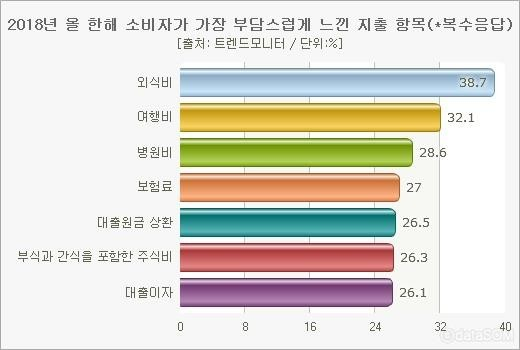 2018년 올 한해 소비자가 가장 부담스럽게 느낀 지출 항목(*복수응답)
[출처: 트렌드모니터 / 단위:%]
외식비 38.7
여행비 32.1
병원비 28.6
보험료 27
대출원금 상환 26.5
부식과 간식을 포함한 주식비 26.3
대출이자 26.1
0 8 16 24 32 40
dataSOM